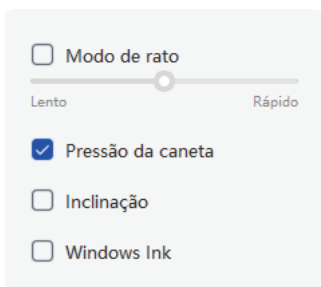 Modo de rato
Lento Rápido
Pressão da caneta
Inclinação
Windows Ink